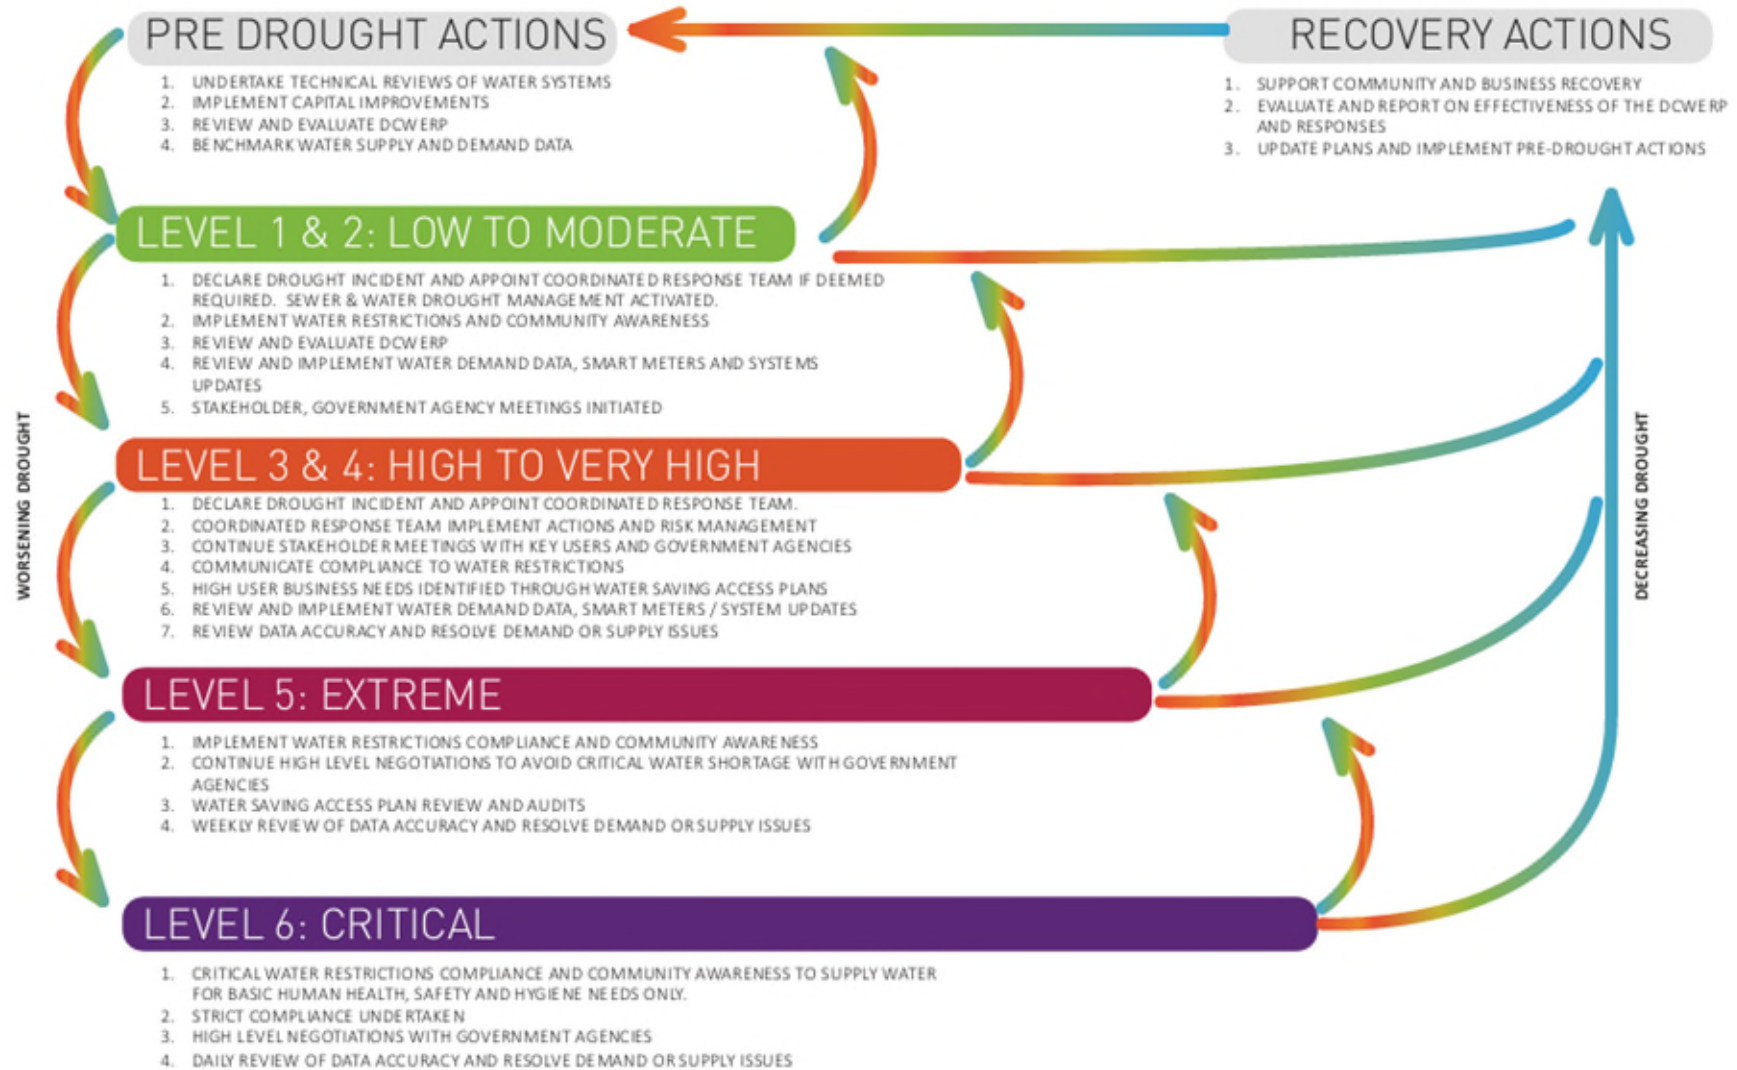 PRE DROUGHT ACTIONS
1. UNDERTAKE TECHNICAL REVIEWS OF WATER SYSTEMS
2. IMPLEMENT CAPITAL IMPROVEMENTS
3. REVIEW AND EVALUATE DCWERP
4. BENCHMARK WATER SUPPLY AND DEMAND DATA
RECOVERY ACTIONS
1. SUPPORT COMMUNITY AND BUSINESS RECOVERY
2. EVALUATE AND REPORT ON EFFECTIVENESS OF THE DCWERP
AND RESPONSES
3. UPDATE PLANS AND IMPLEMENT PRE-DROUGHT ACTIONS
LEVEL 1 & 2: LOW TO MODERATE
1. DECLARE DROUGHT INCIDENT AND APPOINT COORDINATED RESPONSE TEAM IF DEEMED
REQUIRED. SEWER & WATER DROUGHT MANAGEMENT ACTIVATED.
2. IMPLEMENT WATER RESTRICTIONS AND COMMUNITY AWARENESS
3. REVIEW AND EVALUATE DCWERP
4. REVIEW AND IMPLEMENT WATER DEMAND DATA, SMART METERS AND SYSTEMS
UPDATES
5. STAKEHOLDER, GOVERNMENT AGENCY MEETINGS INITIATED
WORSENING DROUGHT
DECREASING DROUGHT
LEVEL 3 & 4: HIGH TO VERY HIGH
1. DECLARE DROUGHT INCIDENT AND APPOINT COORDINATED RESPONSE TEAM.
2. COORDINATED RESPONSE TEAM IMPLEMENT ACTIONS AND RISK MANAGEMENT
3. CONTINUE STAKEHOLDER MEETINGS WITH KEY USERS AND GOVERNMENT AGENCIES
4. COMMUNICATE COMPLIANCE TO WATER RESTRICTIONS
5. HIGH USER BUSINESS NEEDS IDENTIFIED THROUGH WATER SAVING ACCESS PLANS
6. REVIEW AND IMPLEMENT WATER DEMAND DATA, SMART METERS / SYSTEM UPDATES
7. REVIEW DATA ACCURACY AND RESOLVE DEMAND OR SUPPLY ISSUES
LEVEL 5: EXTREME
1. IMPLEMENT WATER RESTRICTIONS COMPLIANCE AND COMMUNITY AWARENESS
2. CONTINUE HIGH LEVEL NEGOTIATIONS TO AVOID CRITICAL WATER SHORTAGE WITH GOVERNMENT
AGENCIES
3. WATER SAVING ACCESS PLAN REVIEW AND AUDITS
4. WEEKLY REVIEW OF DATA ACCURACY AND RESOLVE DEMAND OR SUPPLY ISSUES
LEVEL 6: CRITICAL
1. CRITICAL WATER RESTRICTIONS COMPLIANCE AND COMMUNITY AWARENESS TO SUPPLY WATER
FOR BASIC HUMAN HEALTH, SAFETY AND HYGIENE NEEDS ONLY.
2. STRICT COMPLIANCE UNDERTAKEN
3. HIGH LEVEL NEGOTIATIONS WITH GOVERNMENT AGENCIES
4. DAILY REVIEW OF DATA ACCURACY AND RESOLVE DEMAND OR SUPPLY ISSUES